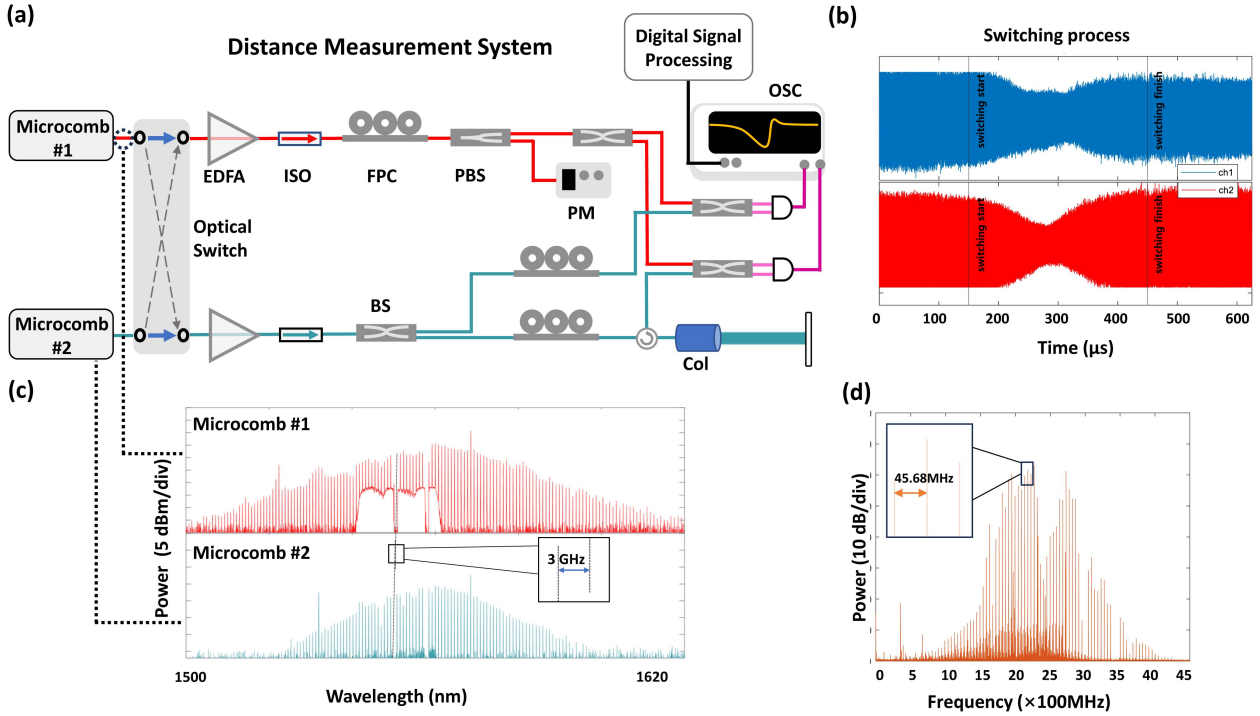 (a)
Distance Measurement System
Microcomb
#1
EDFA
ISO
FPC
PBS
PM
Digital Signal
Processing
OSC
Optical
Switch
Microcomb
#2
BS
Col
(b)
Switching process
switching start
switching finish
ch1
switching start
switching finish
ch2
0 100 200 300 400 500 600
Time (μs)
(c)
Microcomb #1
Microcomb #2
3 GHz
Power (5 dBm/div)
1500 1620
Wavelength (nm)
(d)
45.68MHz
Power (10 dB/div)
0 5 10 15 20 25 30 35 40 45
Frequency (×100MHz)